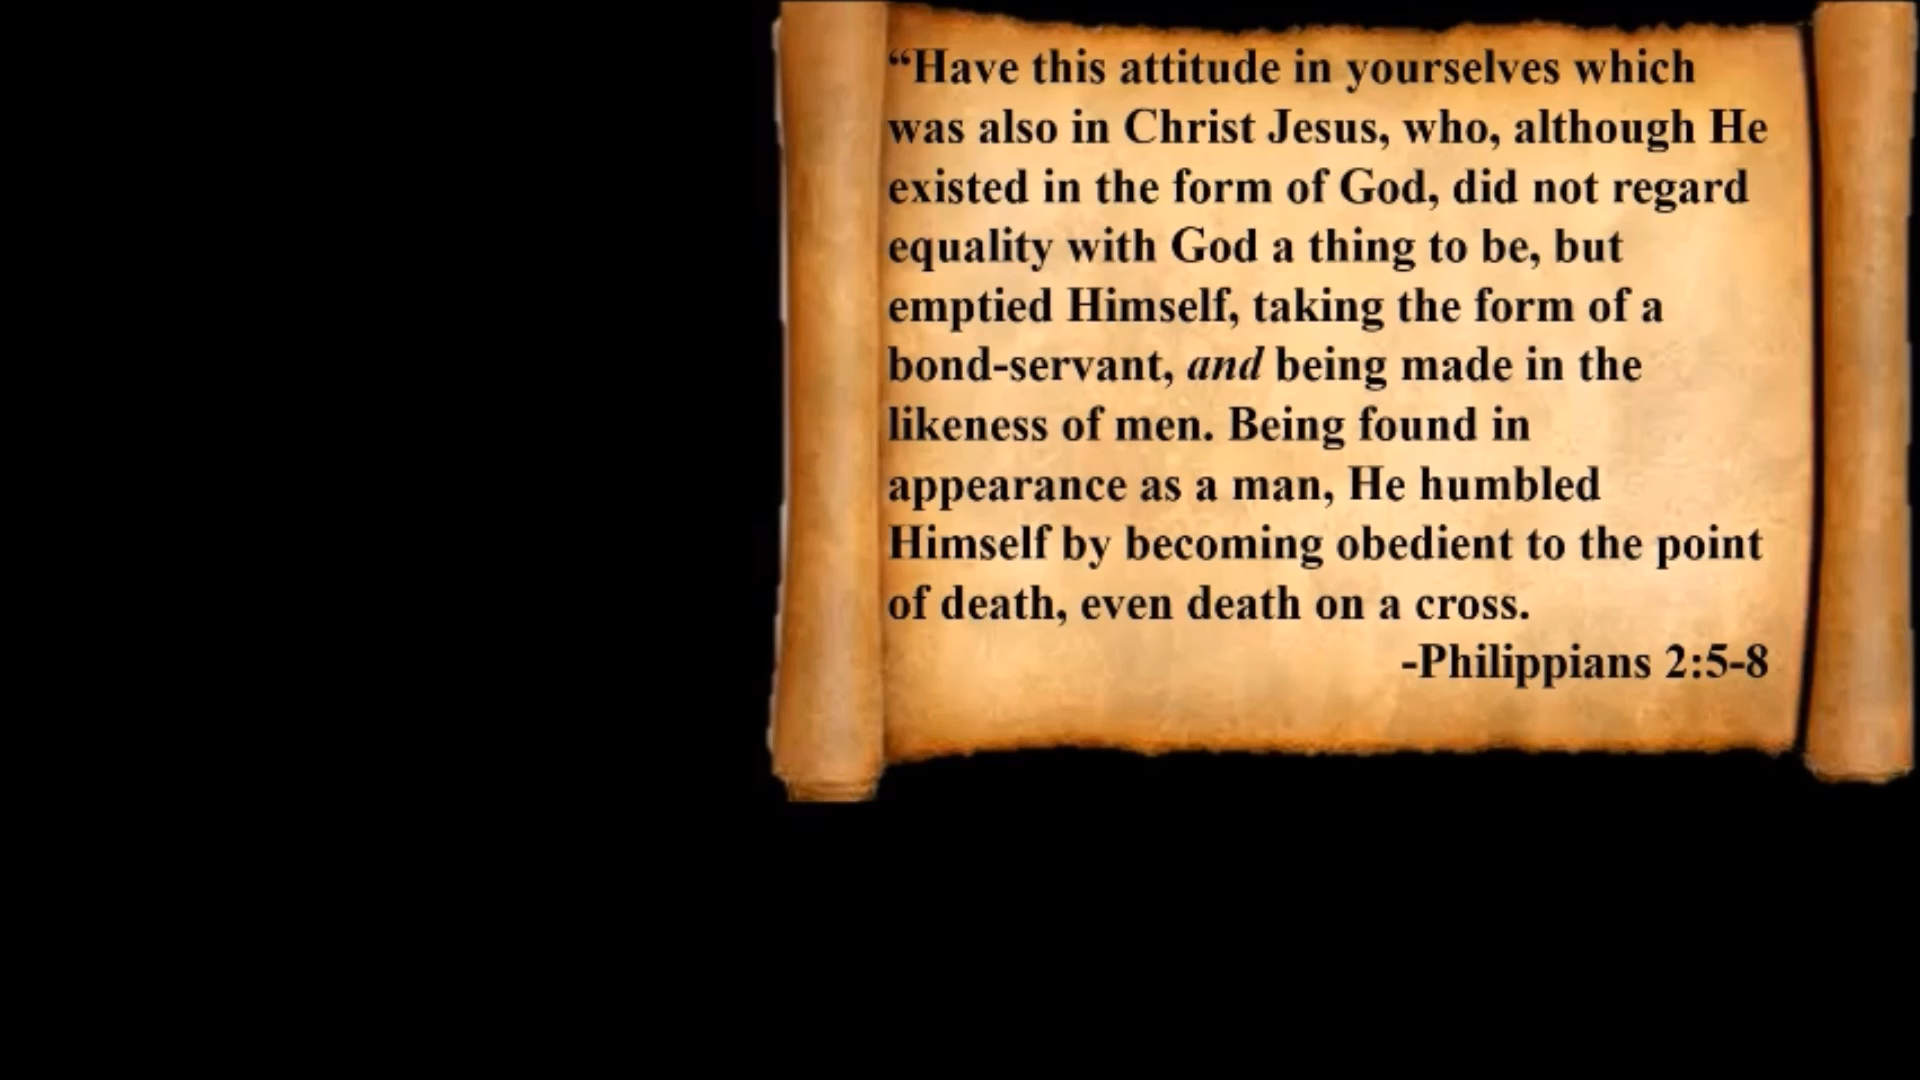 “Have this attitude in yourselves which
was also in Christ Jesus, who, although He
existed in the form of God, did not regard
equality with God a thing to be, but
emptied Himself, taking the form of a
bond-servant, and being made in the
likeness of men. Being found in
appearance as a man, He humbled
Himself by becoming obedient to the point
of death, even death on a cross.
-Philippians 2:5-8